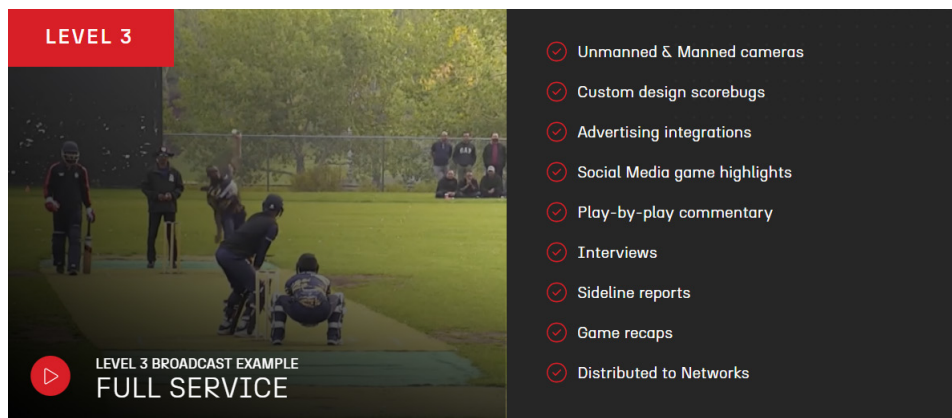 LEVEL 3
LEVEL 3 BROADCAST EXAMPLE
FULL SERVICE
Unmanned & Manned cameras
Custom design scorebugs
Advertising integrations
Social Media game highlights
Play-by-play commentary
Interviews
Sideline reports
Game recaps
Distributed to Networks